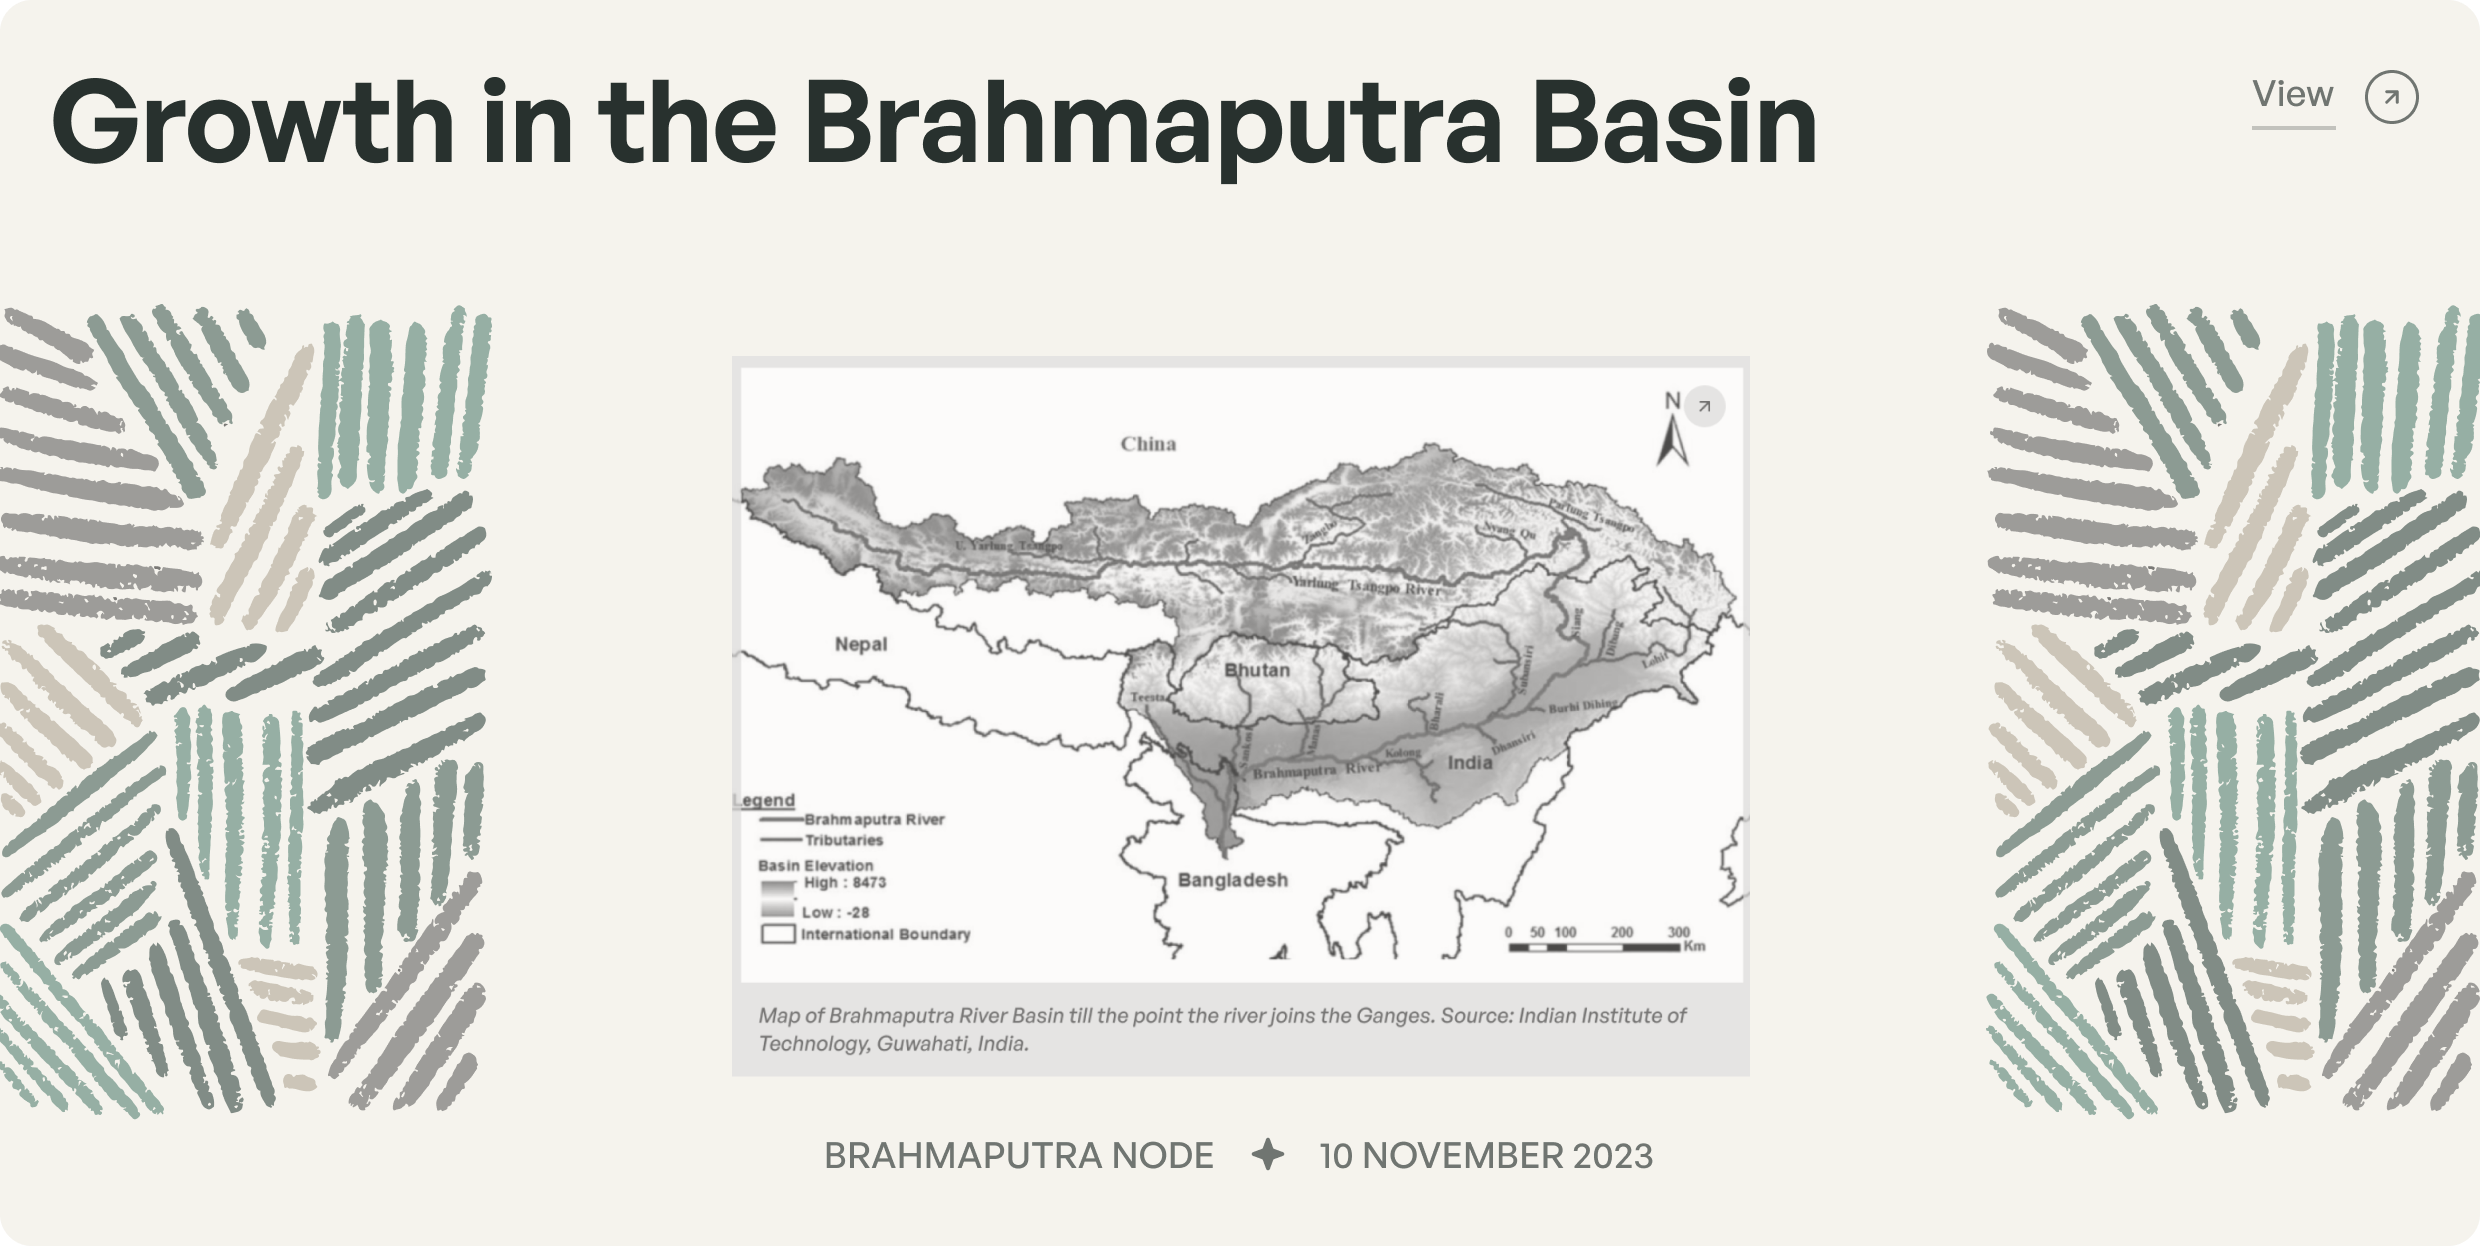 Growth in the Brahmaputra Basin
View
N
China
U. Yarlung Tsangpo
Tsangpo
Nyang Qu
Parlung Tsangpo
Yarlung Tsangpo River
Nepal
Bhutan
Teesta
Siang
Dibang
Lohit
Subansiri
Bharali
Burhi Dihing
Sankosh
Manas
Kolong
Dhansiri
Brahmaputra River
India
Legend
Brahmaputra River
Tributaries
Basin Elevation
High : 8473
Low : -28
International Boundary
Bangladesh
0 50 100 200 300
Km
Map of Brahmaputra River Basin till the point the river joins the Ganges. Source: Indian Institute of
Technology, Guwahati, India.
BRAHMAPUTRA NODE 10 NOVEMBER 2023